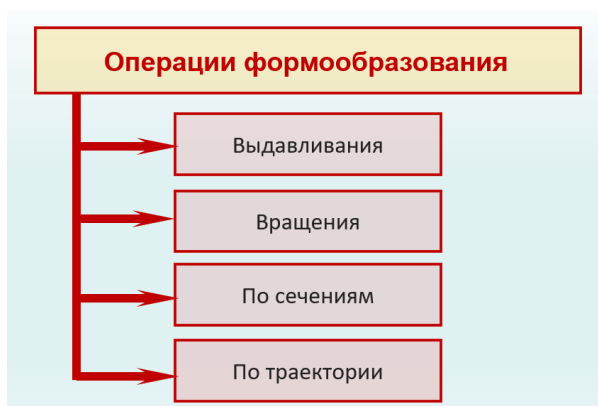 Операции формообразования
Выдавливания
Вращения
По сечениям
По траектории